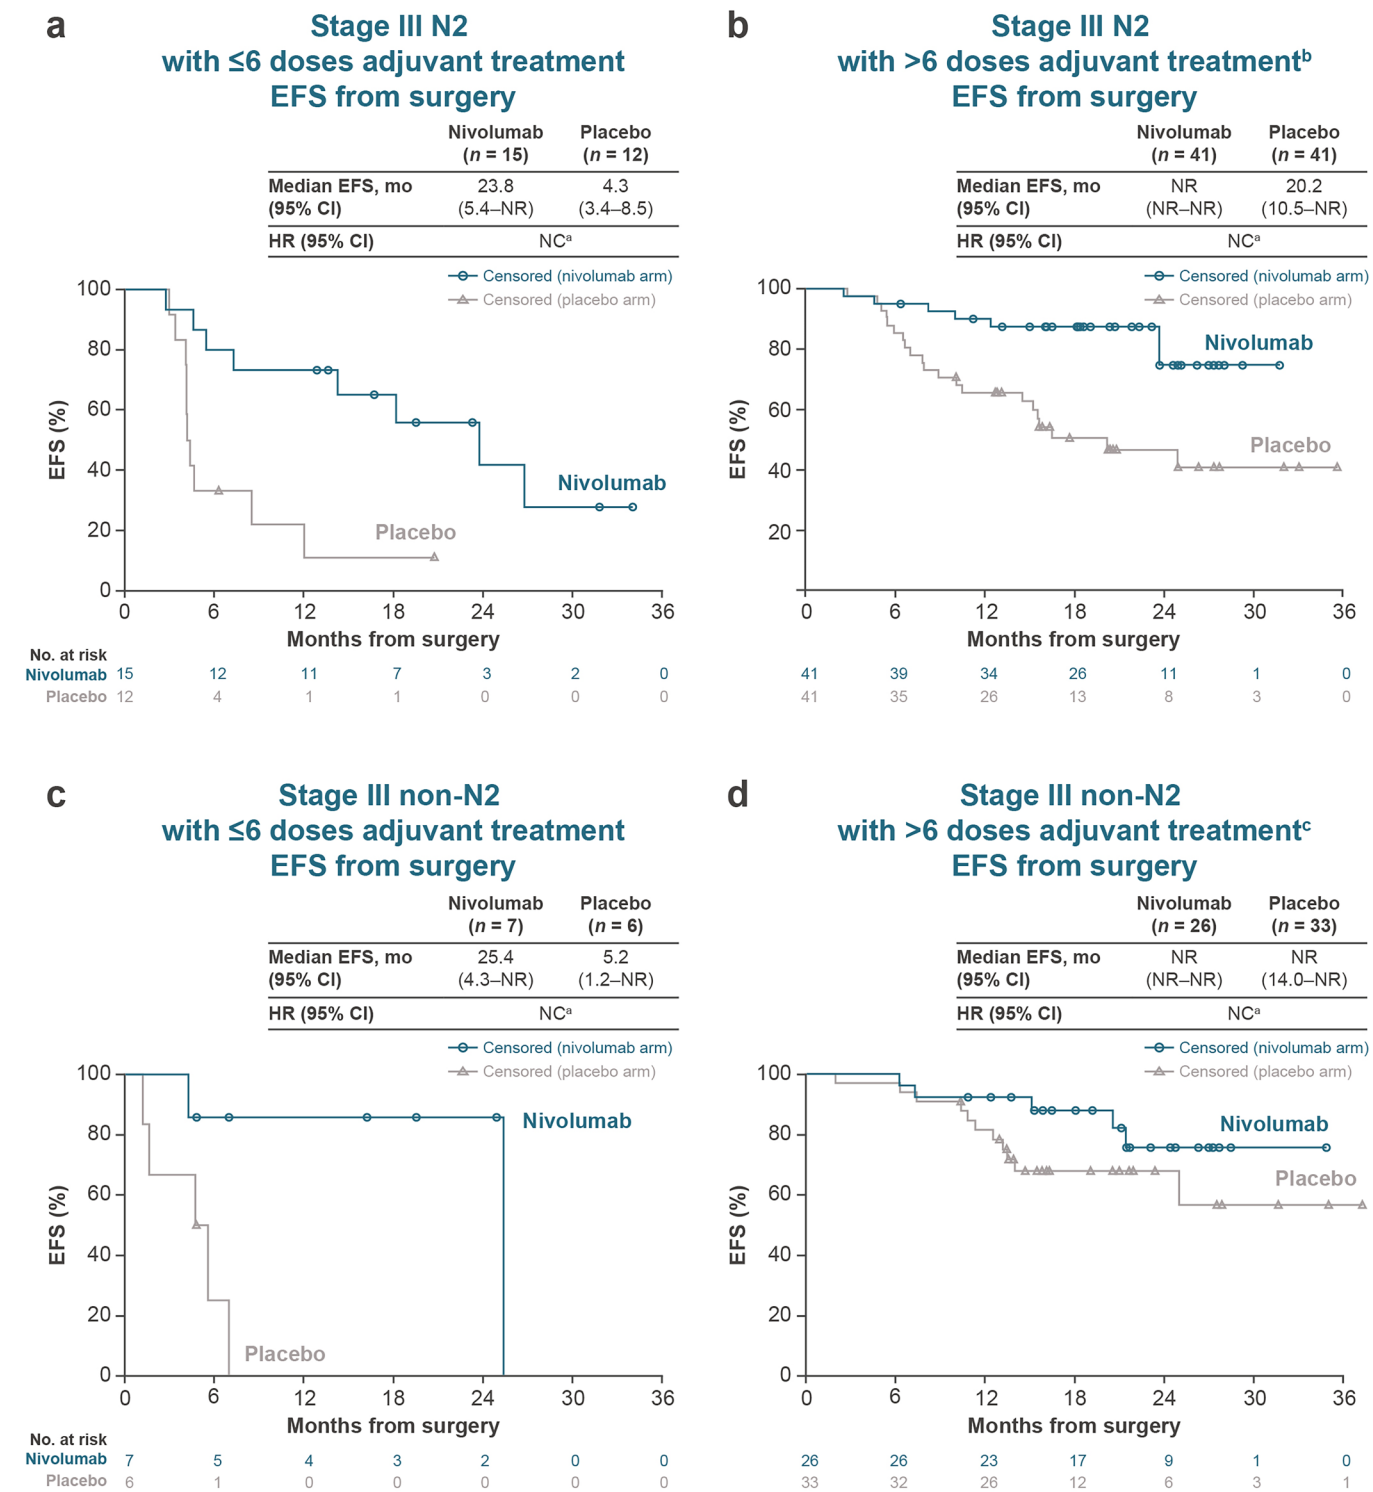 a
Stage III N2
with ≤6 doses adjuvant treatment
EFS from surgery
Nivolumab Placebo
(n = 15) (n = 12)
Median EFS, mo 23.8 4.3
(95% CI) (5.4–NR) (3.4–8.5)
HR (95% CI) NCᵃ
Censored (nivolumab arm)
Censored (placebo arm)
100
80
60
40
20
0
EFS (%)
Nivolumab
Placebo
0 6 12 18 24 30 36
Months from surgery
No. at risk
Nivolumab 15 12 11 7 3 2 0
Placebo 12 4 1 1 0 0 0
b
Stage III N2
with >6 doses adjuvant treatmentᵇ
EFS from surgery
Nivolumab Placebo
(n = 41) (n = 41)
Median EFS, mo NR 20.2
(95% CI) (NR–NR) (10.5–NR)
HR (95% CI) NCᵃ
Censored (nivolumab arm)
Censored (placebo arm)
100
80
60
40
20
EFS (%)
Nivolumab
Placebo
0 6 12 18 24 30 36
Months from surgery
41 39 34 26 11 1 0
41 35 26 13 8 3 0
c
Stage III non-N2
with ≤6 doses adjuvant treatment
EFS from surgery
Nivolumab Placebo
(n = 7) (n = 6)
Median EFS, mo 25.4 5.2
(95% CI) (4.3–NR) (1.2–NR)
HR (95% CI) NCᵃ
Censored (nivolumab arm)
Censored (placebo arm)
100
80
60
40
20
0
EFS (%)
Nivolumab
Placebo
0 6 12 18 24 30 36
Months from surgery
No. at risk
Nivolumab 7 5 4 3 2 0 0
Placebo 6 1 0 0 0 0 0
d
Stage III non-N2
with >6 doses adjuvant treatmentᶜ
EFS from surgery
Nivolumab Placebo
(n = 26) (n = 33)
Median EFS, mo NR NR
(95% CI) (NR–NR) (14.0–NR)
HR (95% CI) NCᵃ
Censored (nivolumab arm)
Censored (placebo arm)
100
80
60
40
20
0
EFS (%)
Nivolumab
Placebo
0 6 12 18 24 30 36
Months from surgery
26 26 23 17 9 1 0
33 32 26 12 6 3 1